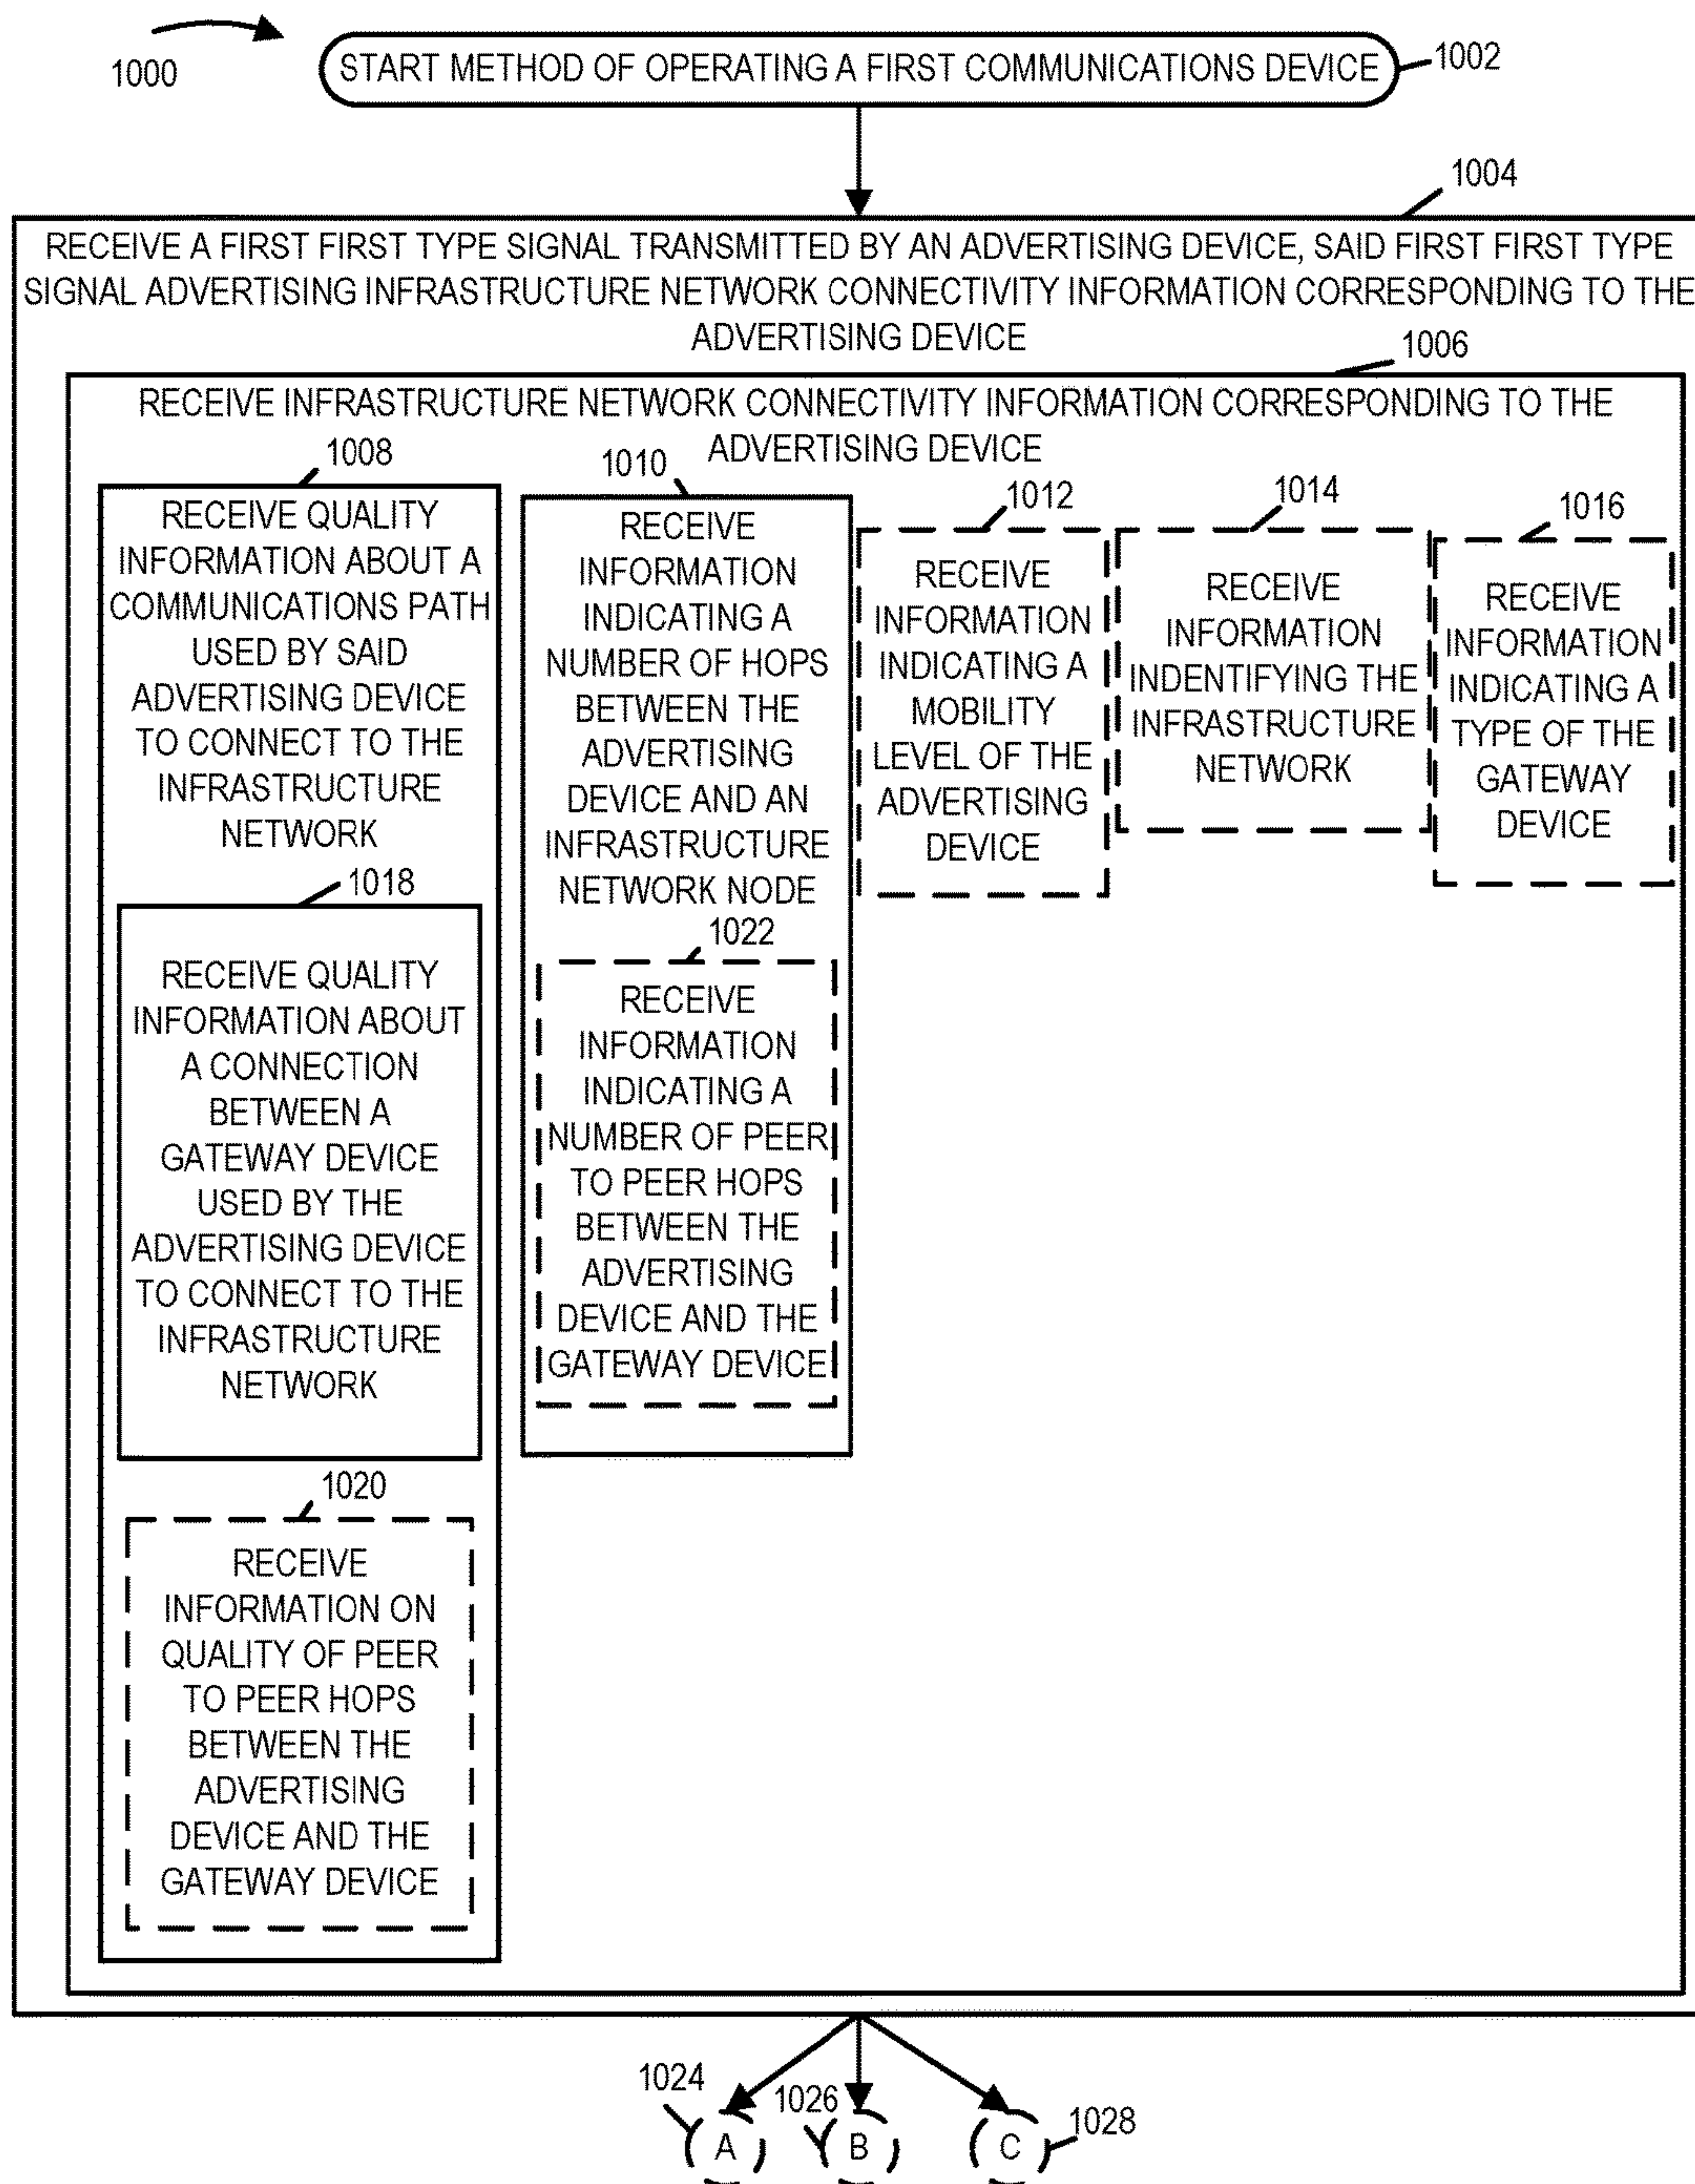 1000
START METHOD OF OPERATING A FIRST COMMUNICATIONS DEVICE
1002
1004
RECEIVE A FIRST FIRST TYPE SIGNAL TRANSMITTED BY AN ADVERTISING DEVICE, SAID FIRST FIRST TYPE
SIGNAL ADVERTISING INFRASTRUCTURE NETWORK CONNECTIVITY INFORMATION CORRESPONDING TO THE
ADVERTISING DEVICE
1006
RECEIVE INFRASTRUCTURE NETWORK CONNECTIVITY INFORMATION CORRESPONDING TO THE
ADVERTISING DEVICE
1008
RECEIVE QUALITY
INFORMATION ABOUT A
COMMUNICATIONS PATH
USED BY SAID
ADVERTISING DEVICE
TO CONNECT TO THE
INFRASTRUCTURE
NETWORK
1018
RECEIVE QUALITY
INFORMATION ABOUT
A CONNECTION
BETWEEN A
GATEWAY DEVICE
USED BY THE
ADVERTISING DEVICE
TO CONNECT TO THE
INFRASTRUCTURE
NETWORK
1020
RECEIVE
INFORMATION ON
QUALITY OF PEER
TO PEER HOPS
BETWEEN THE
ADVERTISING
DEVICE AND THE
GATEWAY DEVICE
1010
RECEIVE
INFORMATION
INDICATING A
NUMBER OF HOPS
BETWEEN THE
ADVERTISING
DEVICE AND AN
INFRASTRUCTURE
NETWORK NODE
1022
RECEIVE
INFORMATION
INDICATING A
NUMBER OF PEER
TO PEER HOPS
BETWEEN THE
ADVERTISING
DEVICE AND THE
GATEWAY DEVICE
1012
RECEIVE
INFORMATION
INDICATING A
MOBILITY
LEVEL OF THE
ADVERTISING
DEVICE
1014
RECEIVE
INFORMATION
INDENTIFYING THE
INFRASTRUCTURE
NETWORK
1016
RECEIVE
INFORMATION
INDICATING A
TYPE OF THE
GATEWAY
DEVICE
1024
A
1026
B
C
1028